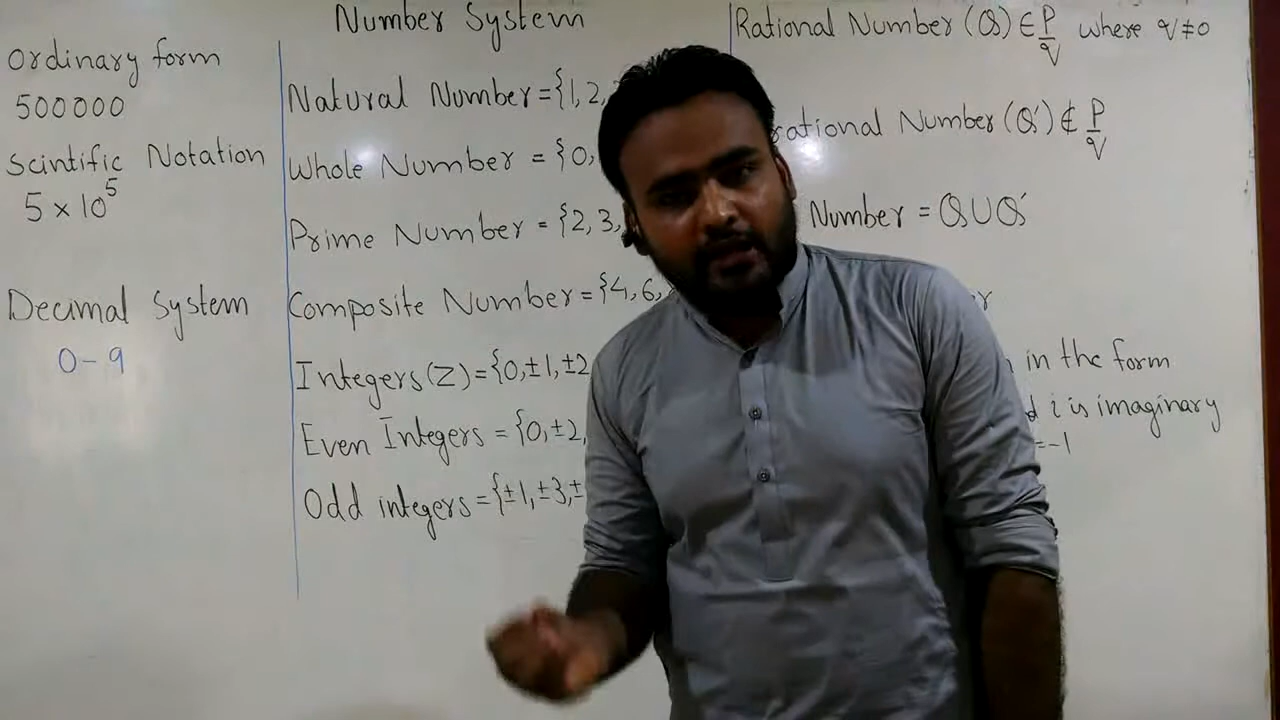 Number System
Ordinary form
500000
Scintific Notation
5 × 10⁵
Decimal System
0 - 9
Natural Number = {1, 2,
Whole Number = {0,
Prime Number = {2, 3,
Composite Number = {4, 6,
Integers (Z) = {0, ±1, ±2
Even Integers = {0, ±2,
Odd integers = {±1, ±3, ±
Rational Number (Q) ∈ P/q where q ≠ 0
rational Number (Q') ∉ P/q
Number = Q ∪ Q'
in the form
i is imaginary
= -1